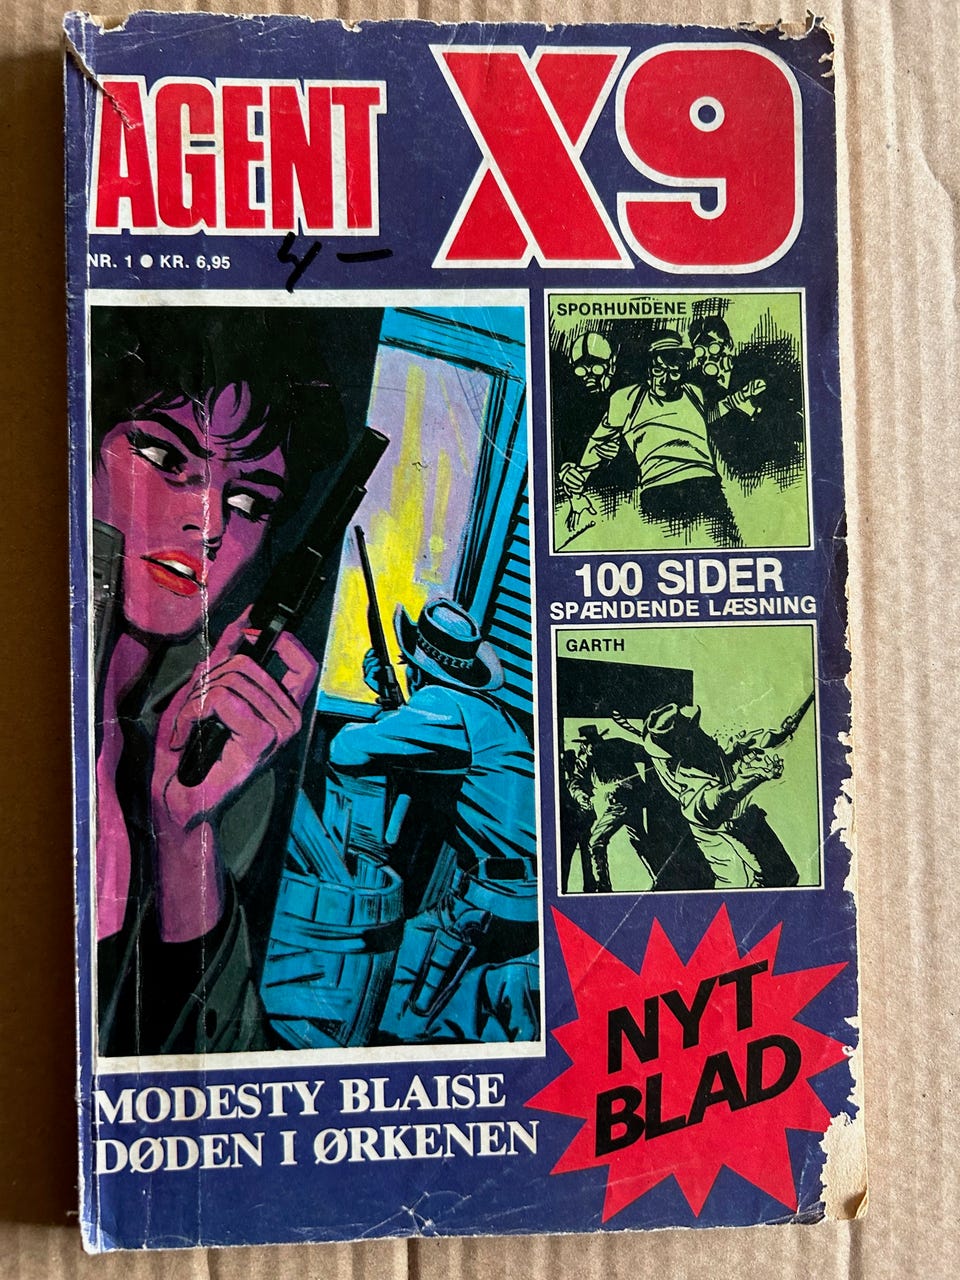 AGENT X9
NR. 1 ● KR. 6,95
4 –
SPORHUNDENE
100 SIDER
SPÆNDENDE LÆSNING
GARTH
NYT
BLAD
MODESTY BLAISE
DØDEN I ØRKENEN